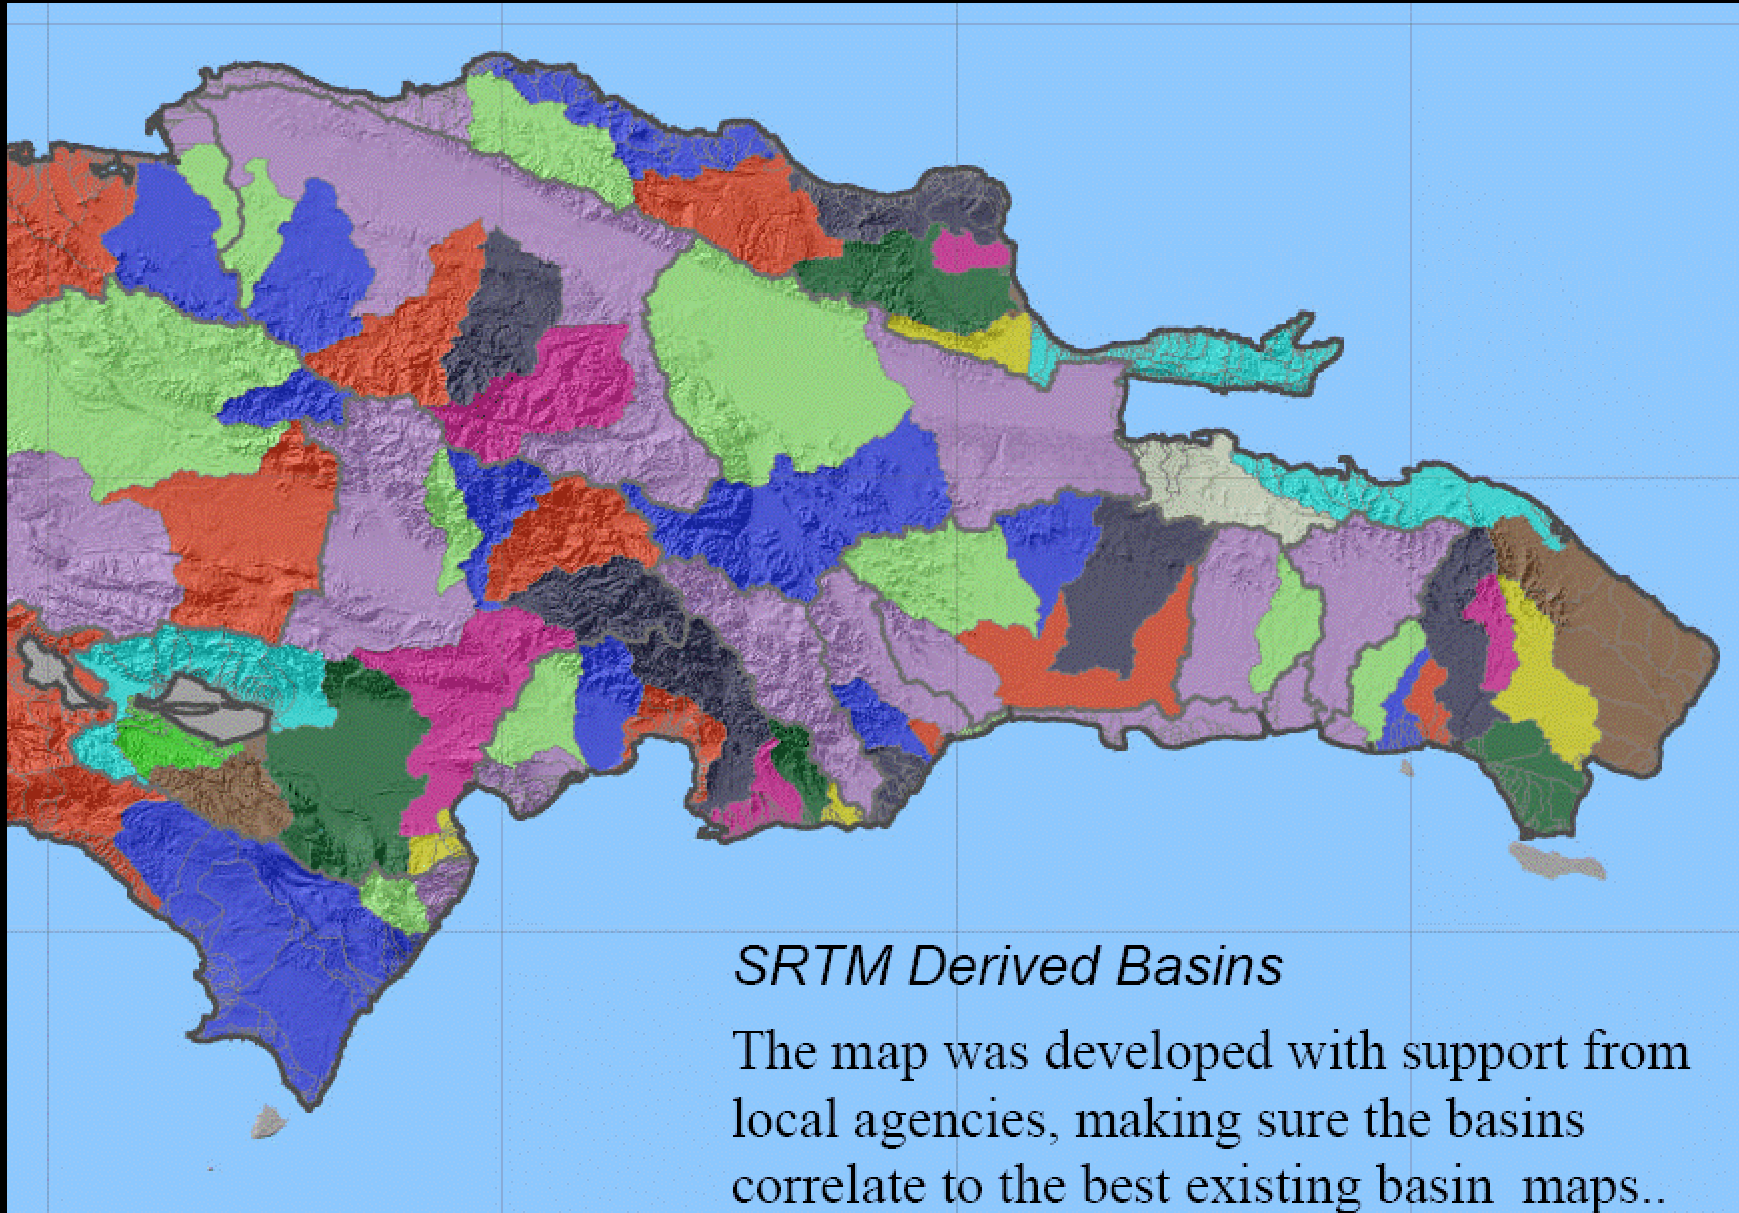 SRTM Derived Basins
The map was developed with support from
local agencies, making sure the basins
correlate to the best existing basin maps..